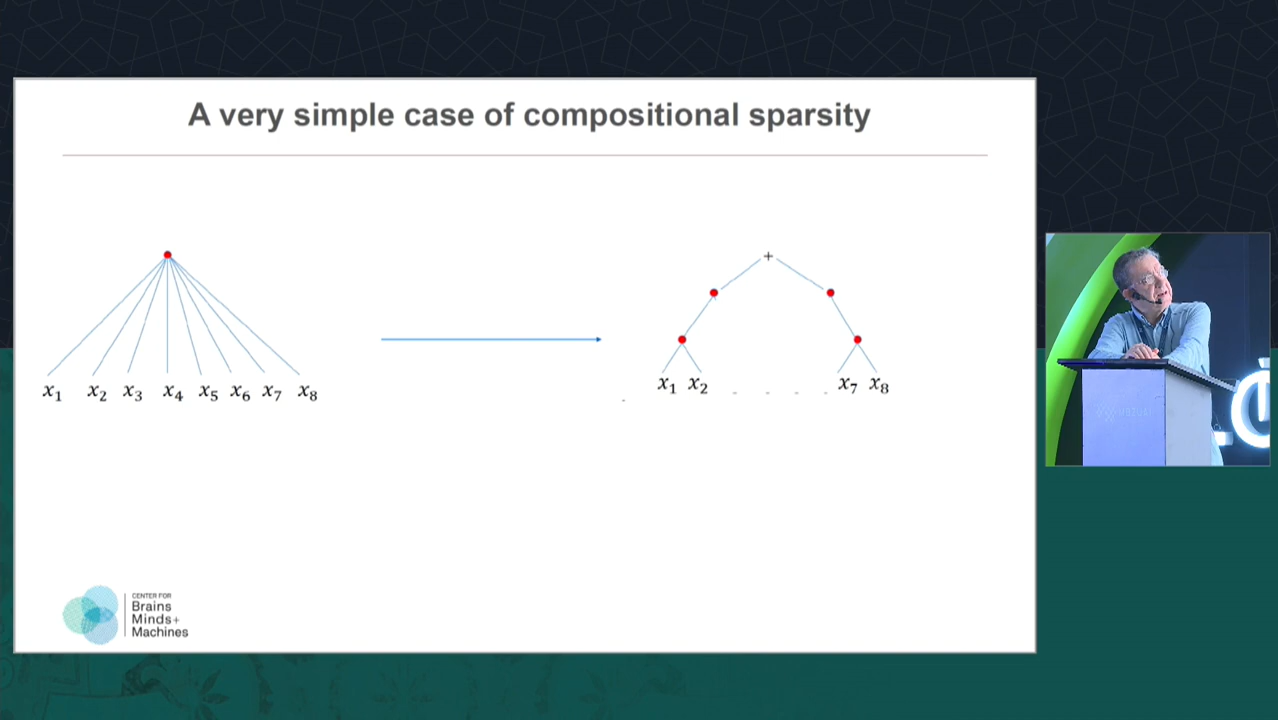 A very simple case of compositional sparsity
+
x₁ x₂ x₃ x₄ x₅ x₆ x₇ x₈
x₁ x₂ - - - - x₇ x₈
CENTER FOR
Brains
Minds+
Machines